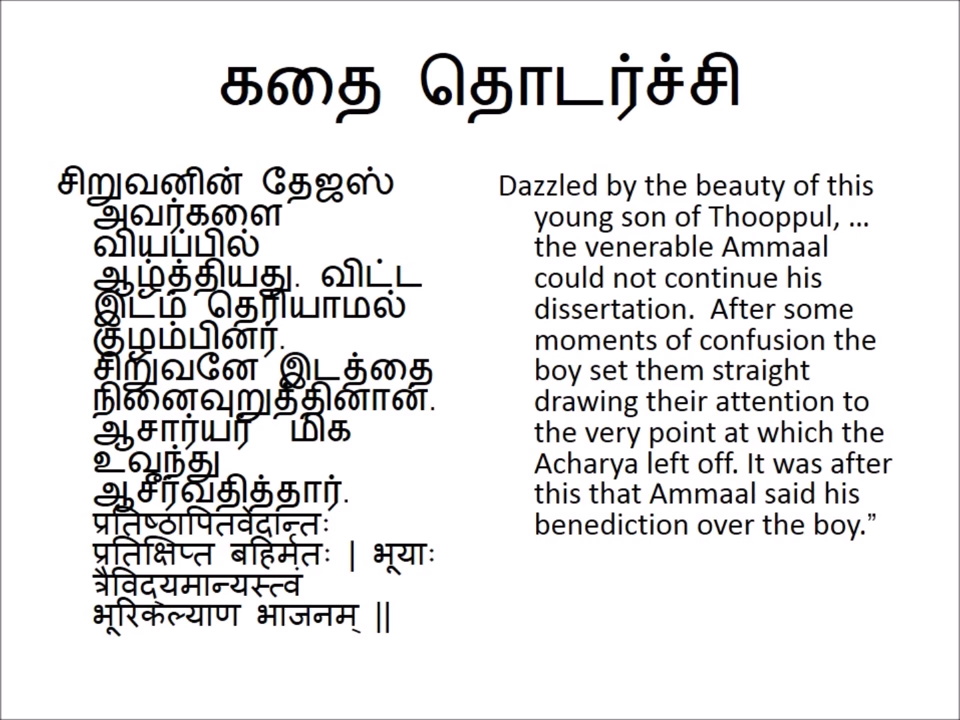 கதை தொடர்ச்சி
சிறுவனின் தேஜஸ்
அவர்களை
வியப்பில்
ஆழ்த்தியது. விட்ட
இடம் தெரியாமல்
குழம்பினர்.
சிறுவனே இடத்தை
நினைவுறுத்தினான்.
ஆசார்யர் மிக
உவந்து
ஆசீர்வதித்தார்.
प्रतिष्ठापितवेदान्तः
प्रतिक्षिप्त बहिर्मतः | भूयाः
त्रैविद्यमान्यस्त्वं
भूरिकल्याण भाजनम् ||
Dazzled by the beauty of this
young son of Thooppul, ...
the venerable Ammaal
could not continue his
dissertation. After some
moments of confusion the
boy set them straight
drawing their attention to
the very point at which the
Acharya left off. It was after
this that Ammaal said his
benediction over the boy.”